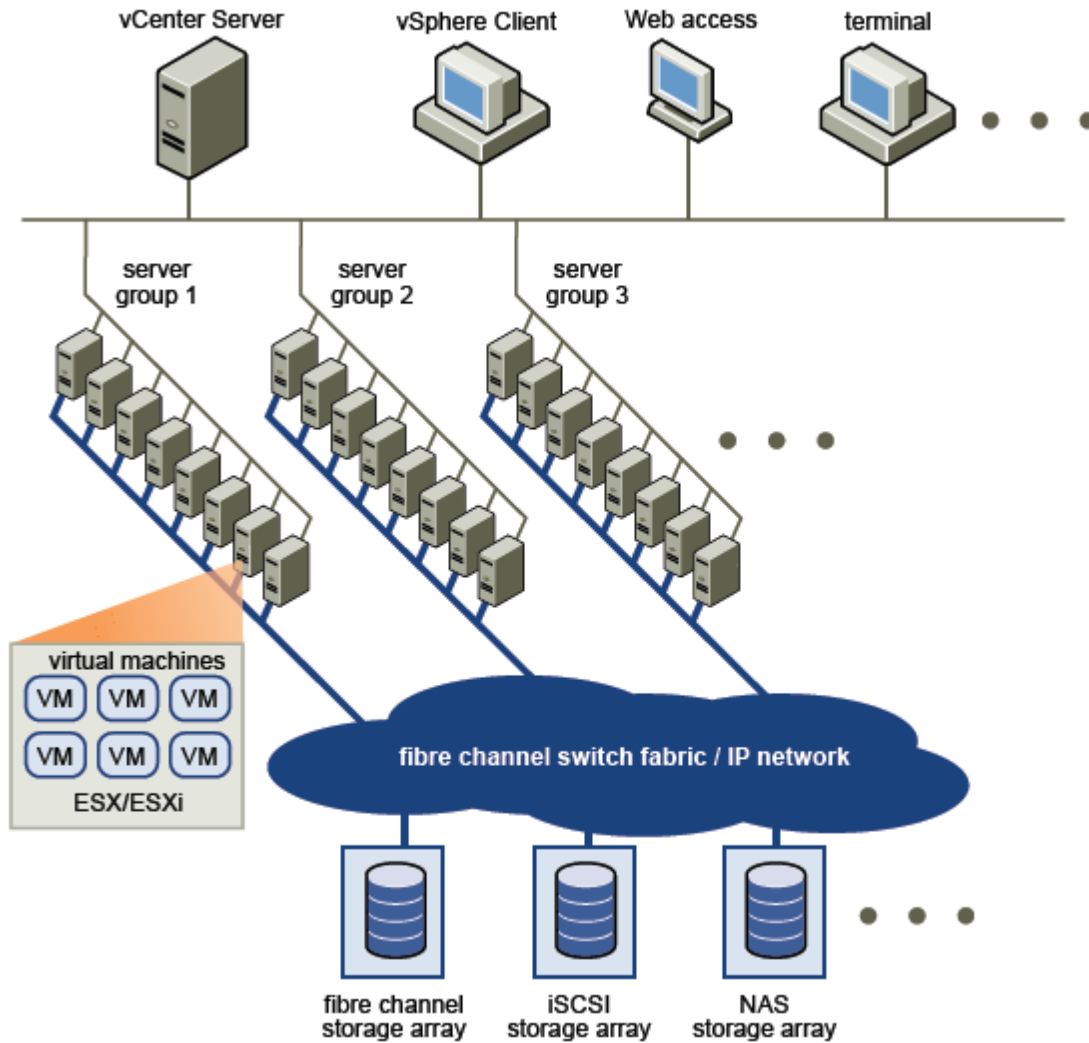 vCenter Server
vSphere Client
Web access
terminal
server
group 1
server
group 2
server
group 3
virtual machines
VM VM VM
VM VM VM
ESX/ESXi
fibre channel switch fabric / IP network
fibre channel
storage array
iSCSI
storage array
NAS
storage array